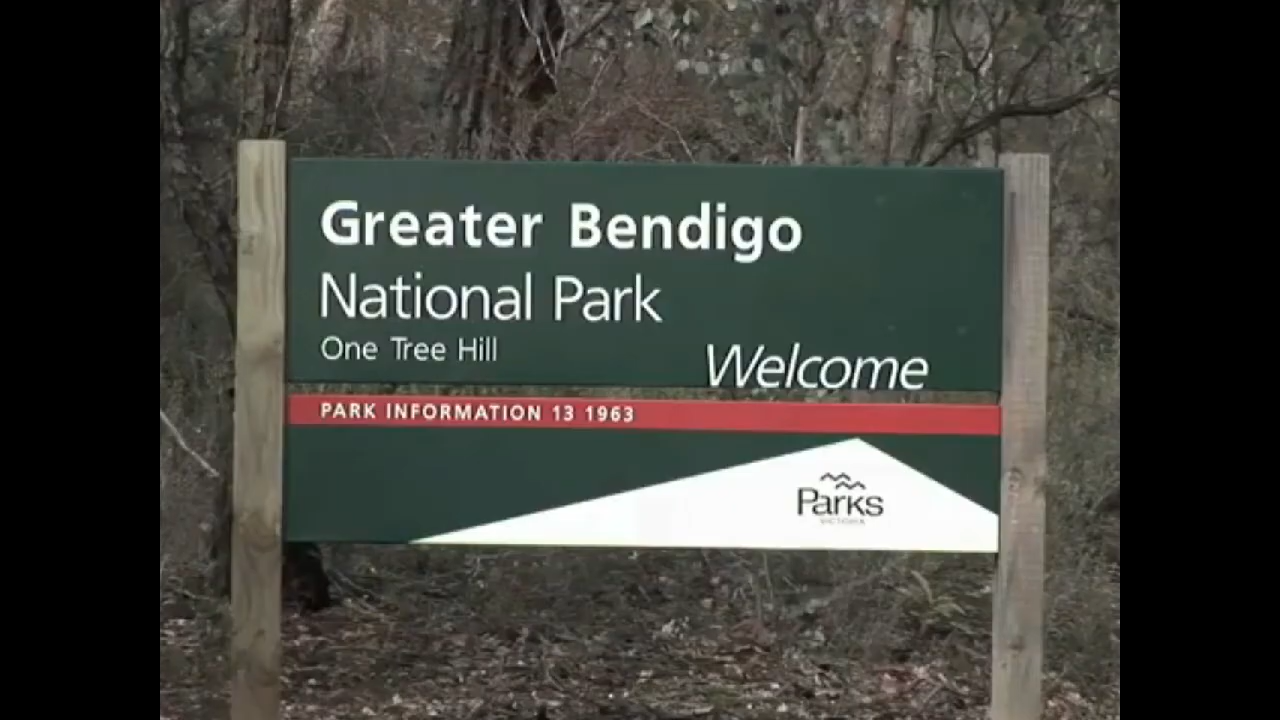 Greater Bendigo
National Park
One Tree Hill
Welcome
PARK INFORMATION 13 1963
Parks
VICTORIA